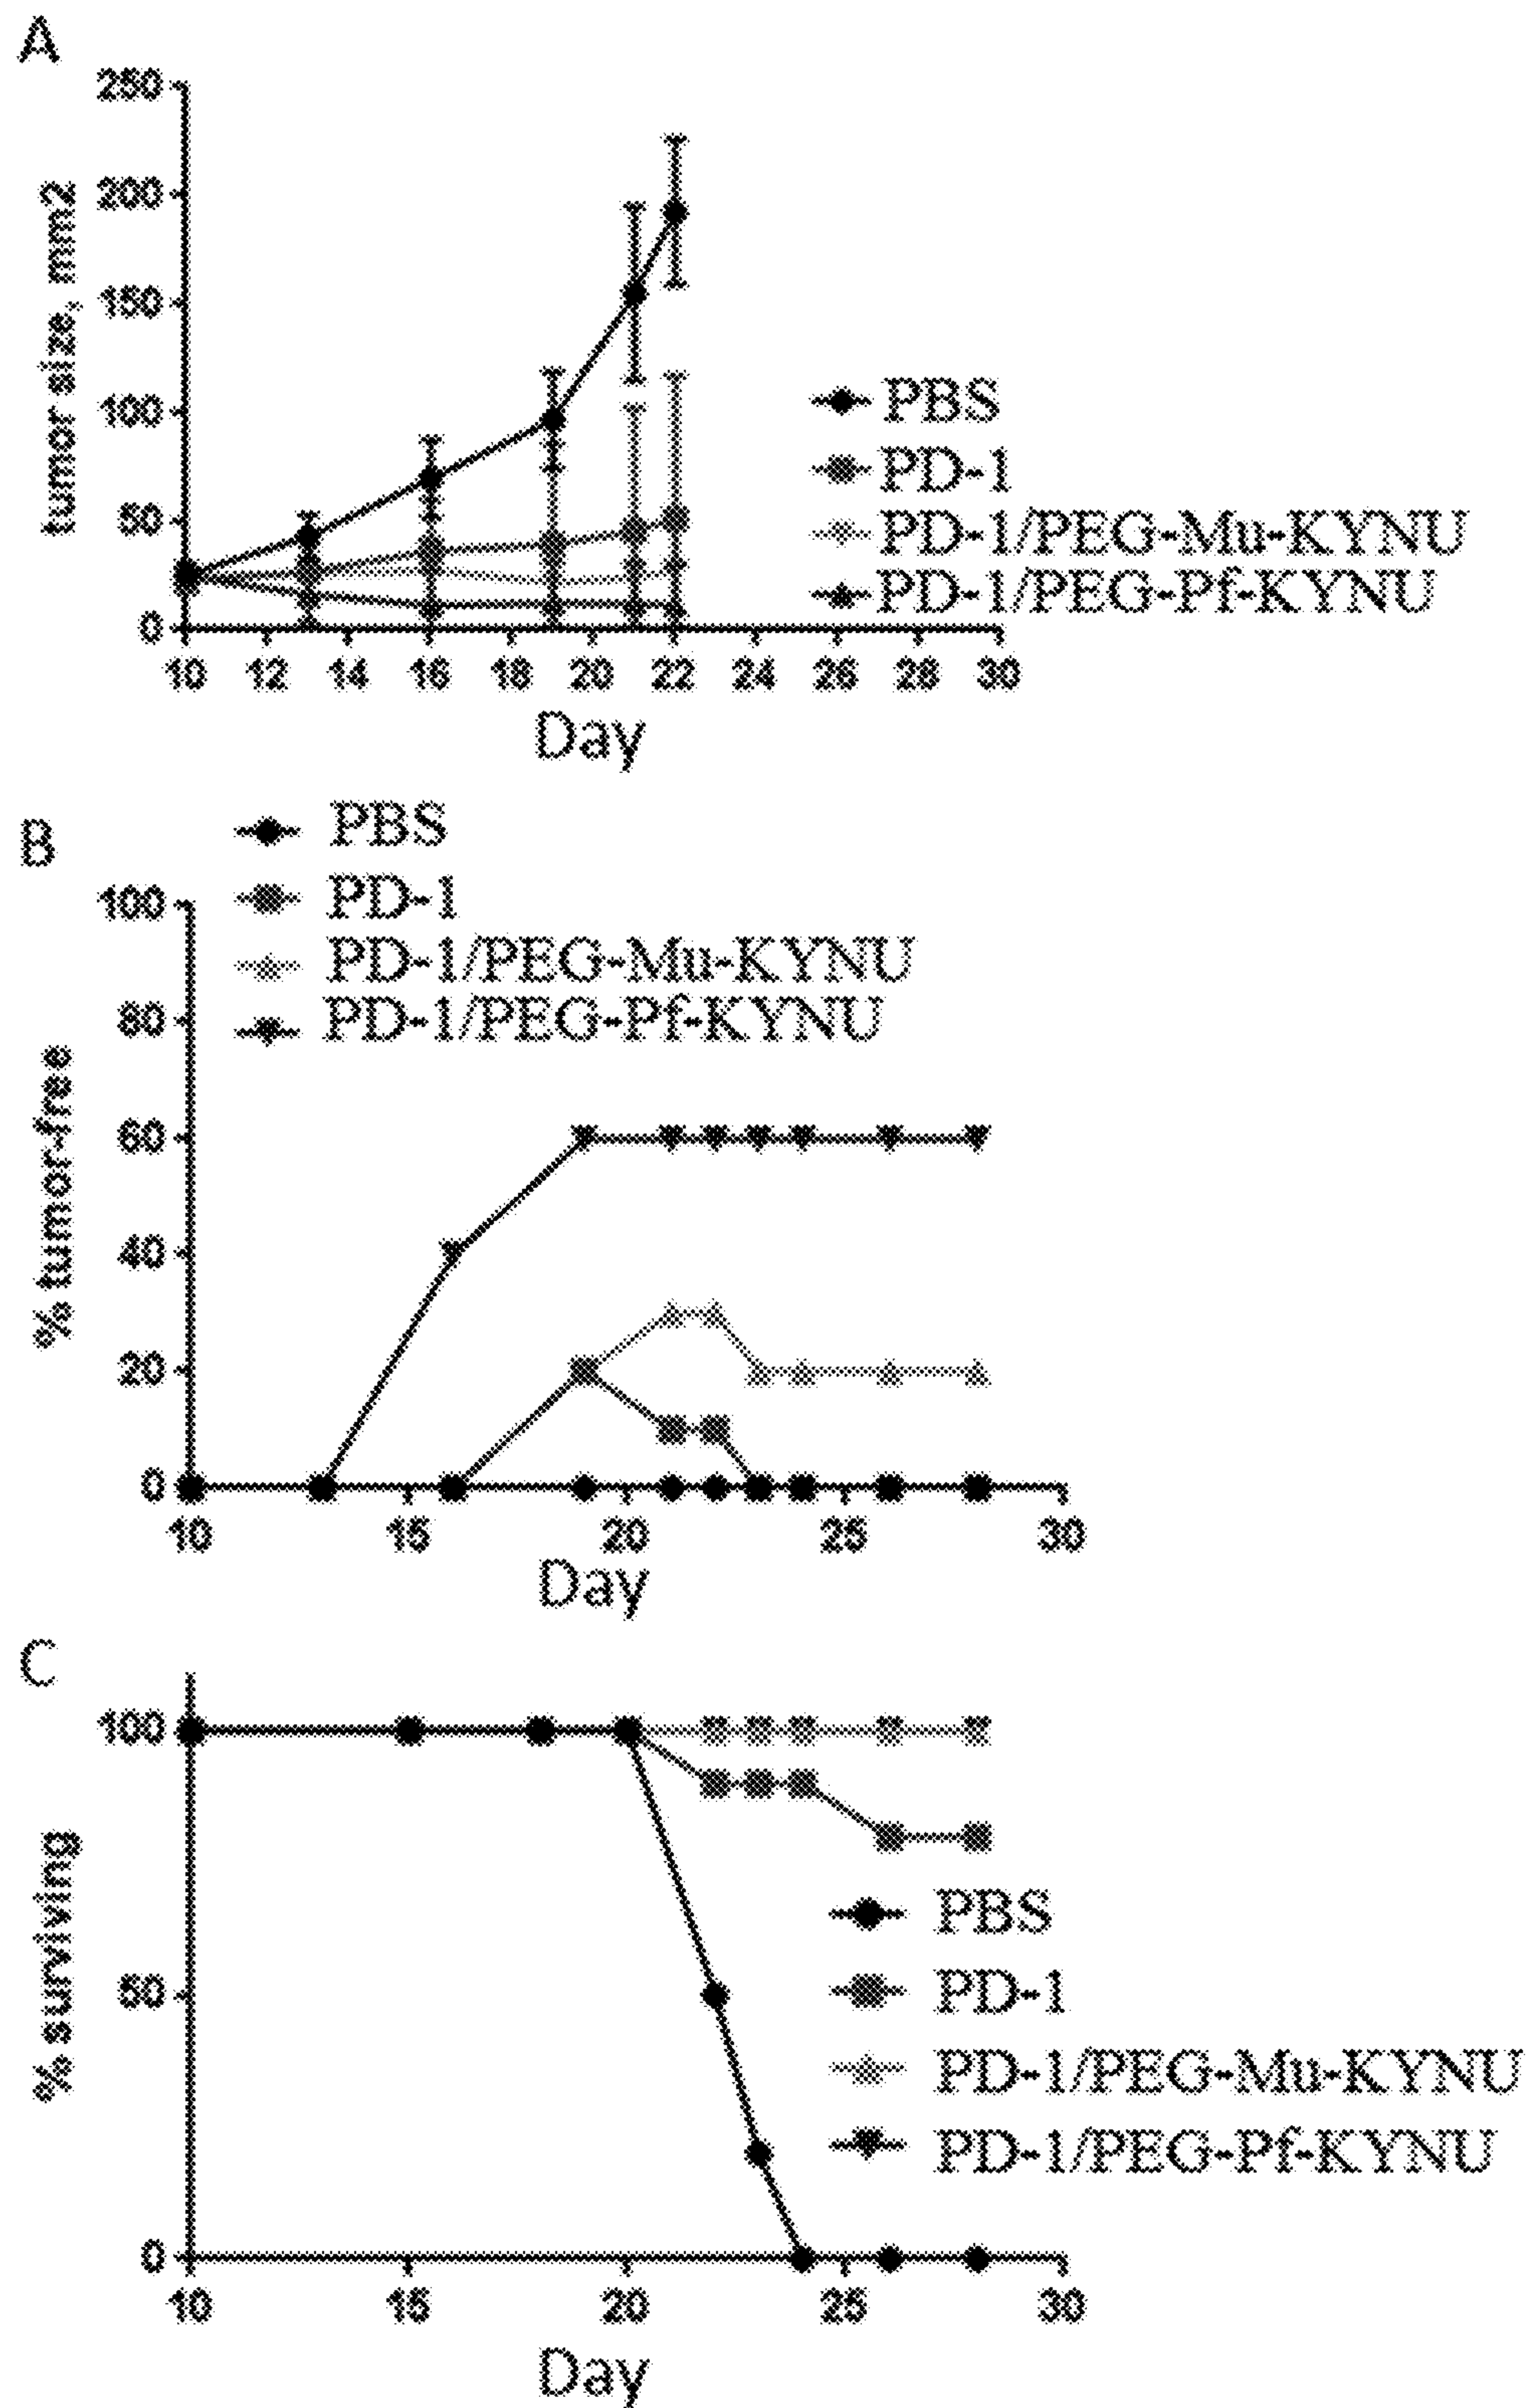 A
250
200
150
100
50
0
tumor size, mm2
10 12 14 16 18 20 22 24 26 28 30
Day
PBS
PD-1
PD-1/PEG-Mu-KYNU
PD-1/PEG-Pf-KYNU
B
PBS
PD-1
PD-1/PEG-Mu-KYNU
PD-1/PEG-Pf-KYNU
100
80
60
40
20
0
% tumor-free
10 15 20 25 30
Day
C
100
50
0
% surviving
PBS
PD-1
PD-1/PEG-Mu-KYNU
PD-1/PEG-Pf-KYNU
10 15 20 25 30
Day